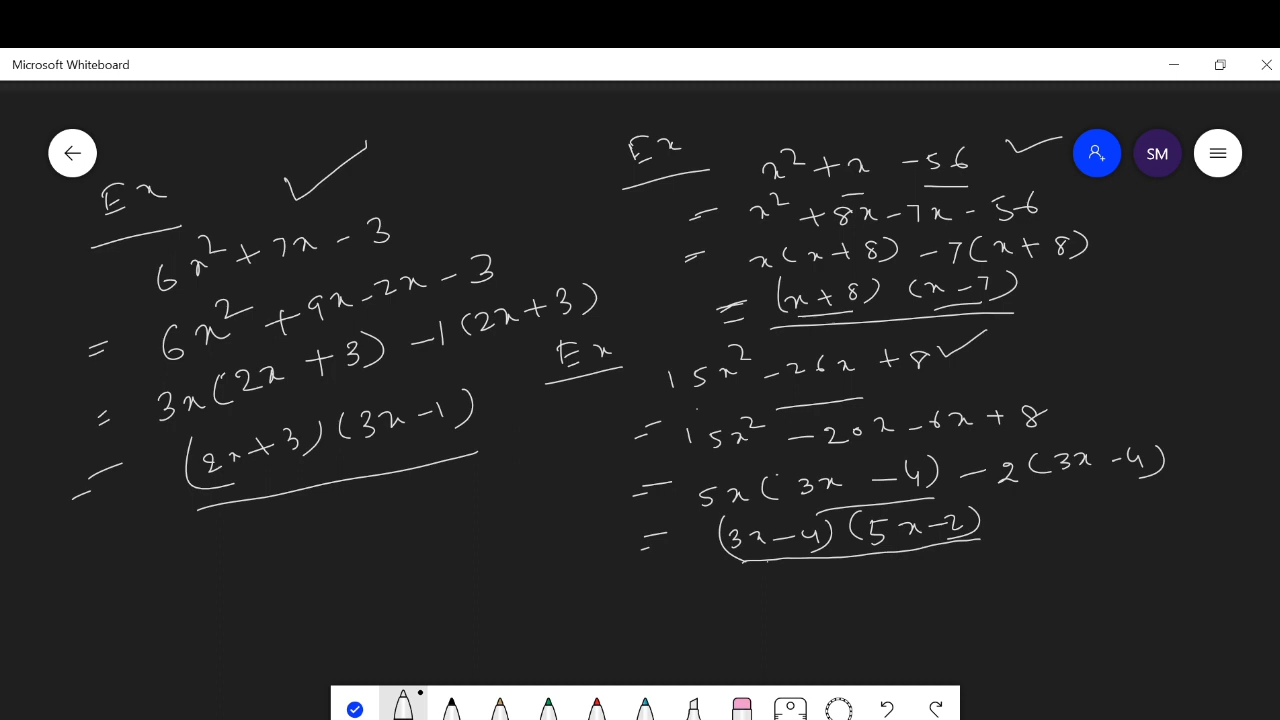 Microsoft Whiteboard
SM
Ex
6x² + 7x - 3
= 6x² + 9x - 2x - 3
= 3x(2x + 3) - 1(2x + 3)
= (2x + 3)(3x - 1)
Ex
x² + x - 56
= x² + 8x - 7x - 56
= x(x + 8) - 7(x + 8)
= (x + 8) (x - 7)
Ex
15x² - 26x + 8
= 15x² - 20x - 6x + 8
= 5x(3x - 4) - 2(3x - 4)
= (3x - 4)(5x - 2)